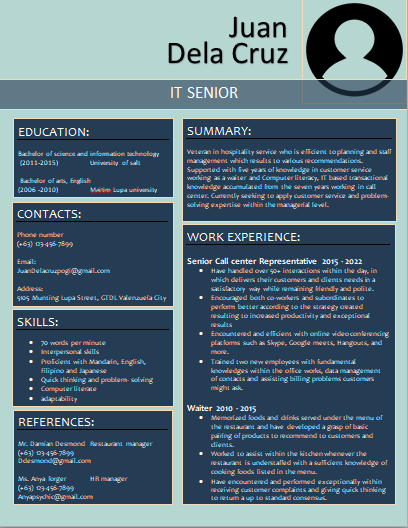 Juan
Dela Cruz
IT SENIOR
EDUCATION:
Bachelor of science and information technology
(2011-2015) University of salt
Bachelor of arts, English
(2006 -2010) Martim Lupa university
CONTACTS:
Phone number
(+63) 123-456-7899
Email:
JuanDelacruzpogi@gmail.com
Address:
5105 Munting Lupa Street, GTDL Valenzuela City
SKILLS:
• 70 words per minute
• Interpersonal skills
• Proficient with Mandarin, English,
Filipino and Japanese
• Quick thinking and problem- solving
• Computer literate
• adaptability
REFERENCES:
Mr. Damian Desmond Restaurant manager
(+63) 123-456-7899
Ddesmond@gmail.com
Ms. Anya forger HR manager
(+63) 123-456-7899
Anyapsychic@gmail.com
SUMMARY:
Veteran in hospitality service who is efficient to planning and staff
management which results to various recommendations.
Supported with five years of knowledge in customer service
working as a waiter and Computer literacy, IT based transactional
knowledge accumulated from the seven years working in call
center. Currently seeking to apply customer service and problem-
solving expertise within the managerial level.
WORK EXPERIENCE:
Senior Call center Representative 2015 - 2022
• Have handled over 50+ interactions within the day, in
which delivers their customers and clients needs in a
satisfactory way while remaining friendly and polite.
• Encouraged both co-workers and subordinates to
perform better according to the strategy created
resulting to increased productivity and exceptional
results
• Encountered and efficient with online video conferencing
platforms such as Skype, Google meets, Hangouts, and
more.
• Trained two new employees with fundamental
knowledges within the office works, data management
of contacts and assisting billing problems customers
might ask.
Waiter 2010 - 2015
• Memorized foods and drinks served under the menu of
the restaurant and have developed a grasp of basic
pairing of products to recommend to customers and
clients.
• Worked to assist within the kitchen whenever the
restaurant is understalled with a sufficient knowledge of
cooking foods listed in the menu.
• Have encountered and performed exceptionally within
receiving customer complaints and giving quick thinking
to return a up to standard consensus.